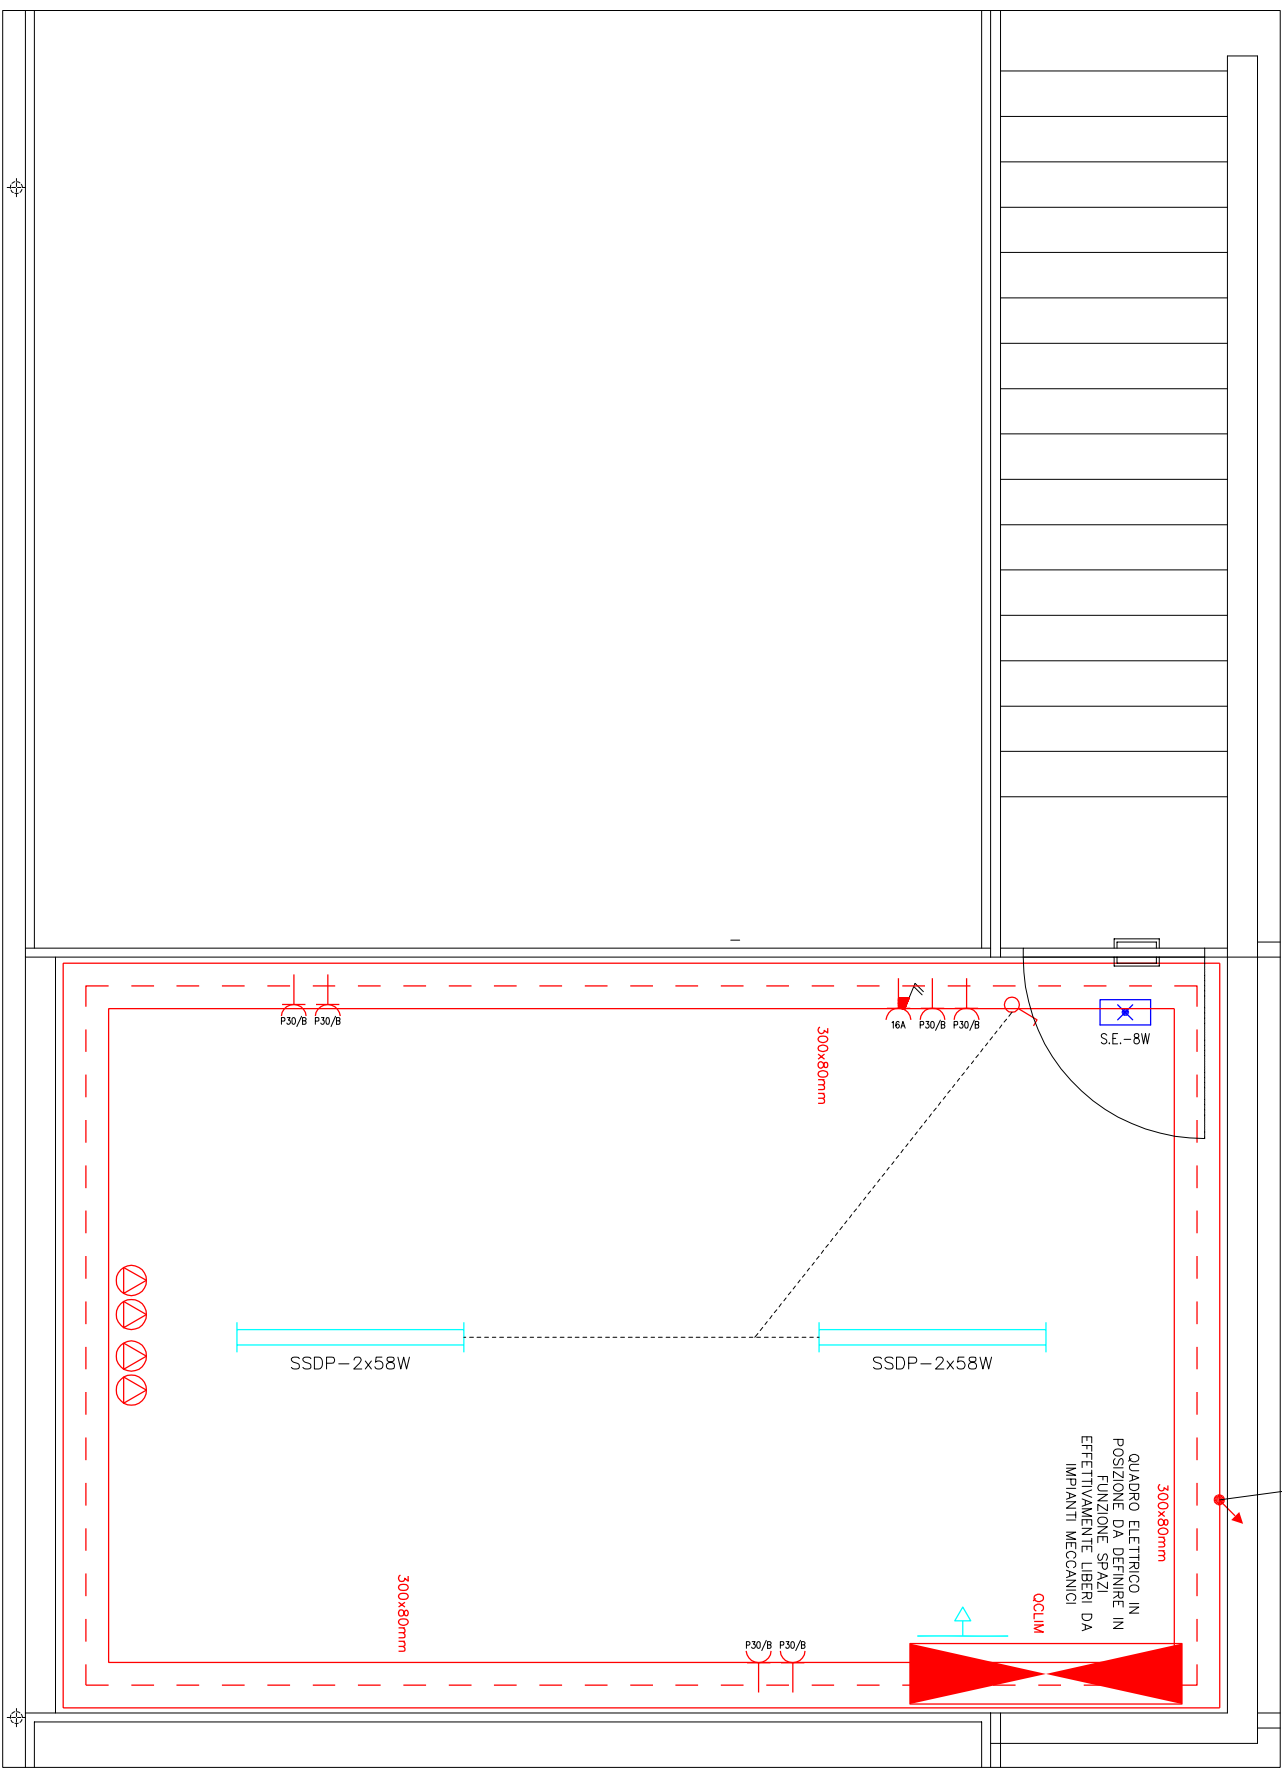 P30/B P30/B
16A P30/B P30/B
S.E.-8W
300x80mm
SSDP-2x58W
SSDP-2x58W
QUADRO ELETTRICO IN
POSIZIONE DA DEFINIRE IN
FUNZIONE SPAZI
EFFETTIVAMENTE LIBERI DA
IMPIANTI MECCANICI
300x80mm
300x80mm
QCLIM
P30/B P30/B